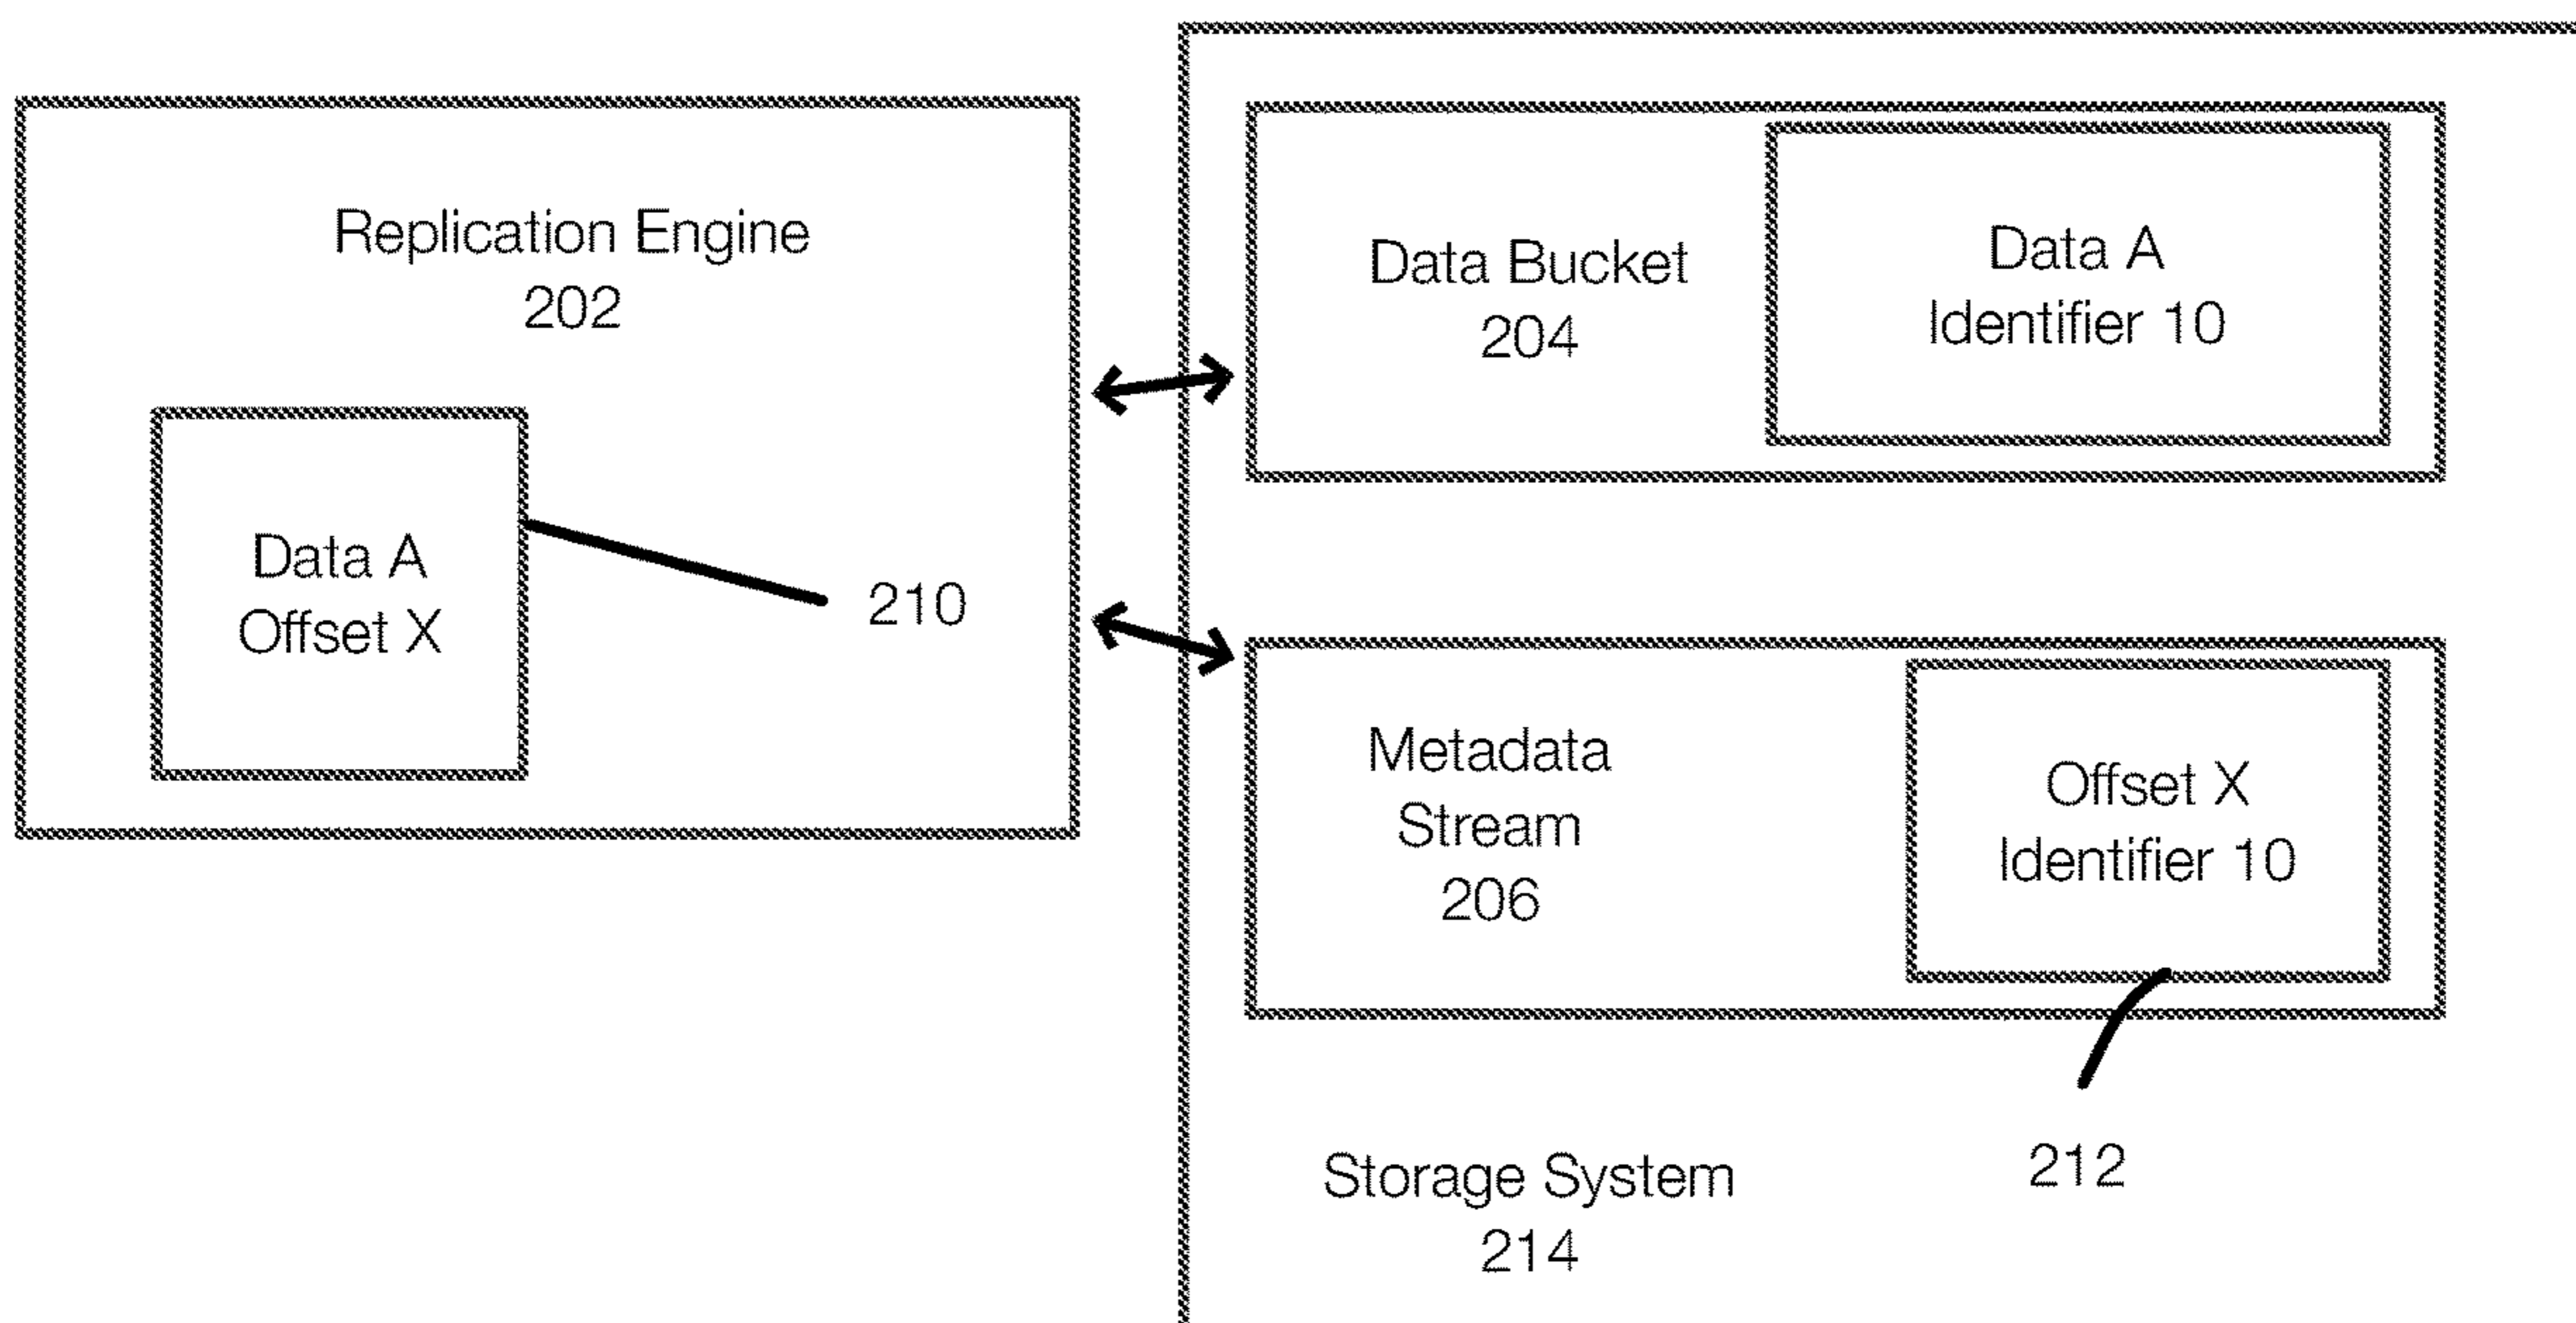 Replication Engine
202
Data A
Offset X
210
Data Bucket
204
Data A
Identifier 10
Metadata
Stream
206
Offset X
Identifier 10
212
Storage System
214